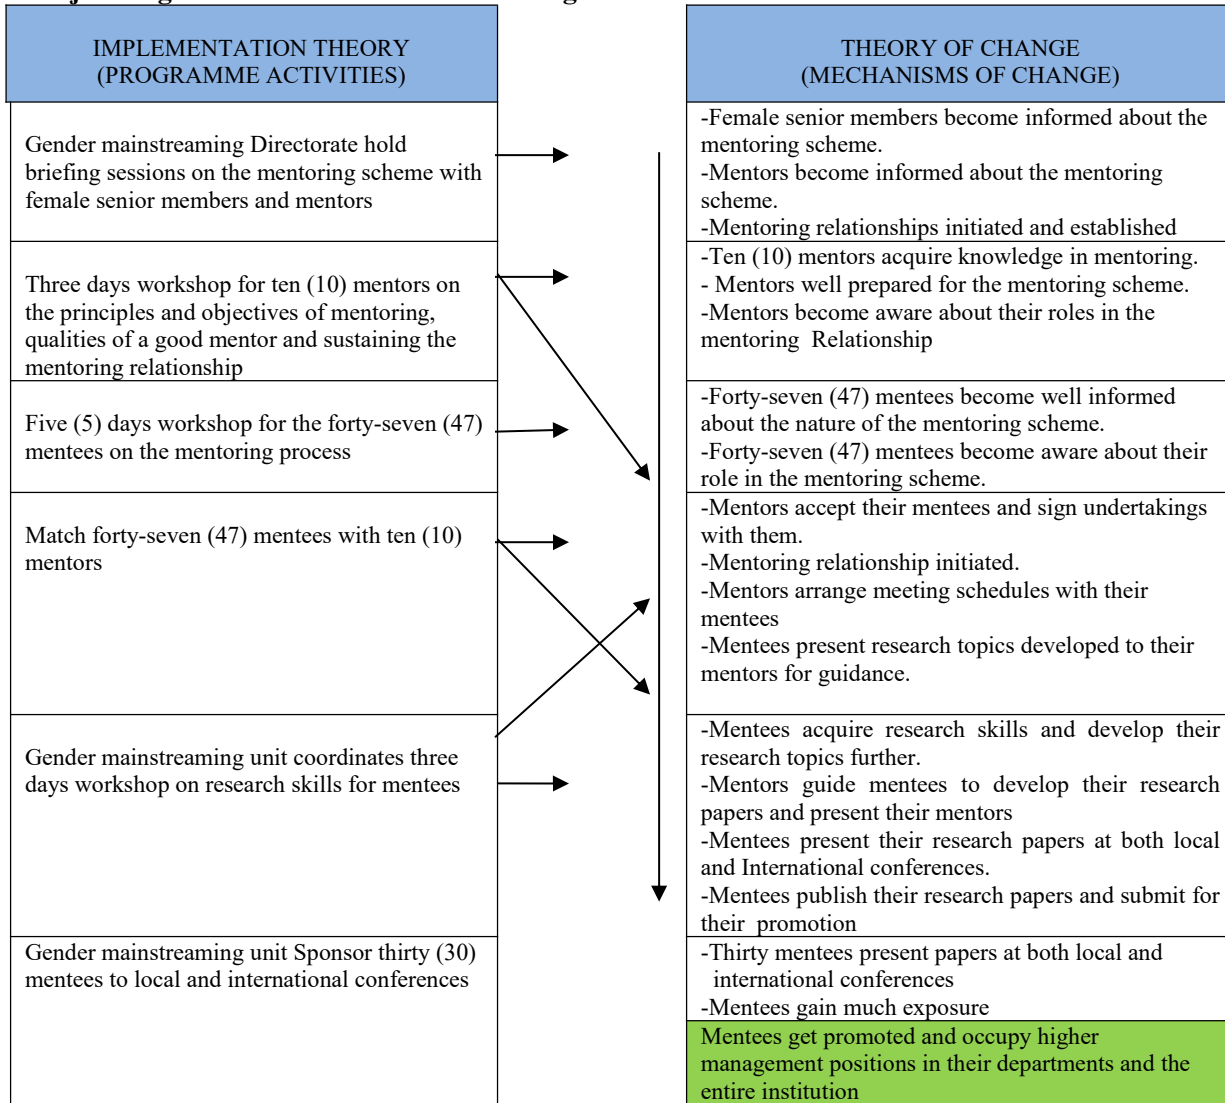 IMPLEMENTATION THEORY
(PROGRAMME ACTIVITIES)
THEORY OF CHANGE
(MECHANISMS OF CHANGE)
Gender mainstreaming Directorate hold
briefing sessions on the mentoring scheme with
female senior members and mentors
-Female senior members become informed about the
mentoring scheme.
-Mentors become informed about the mentoring
scheme.
-Mentoring relationships initiated and established
Three days workshop for ten (10) mentors on
the principles and objectives of mentoring,
qualities of a good mentor and sustaining the
mentoring relationship
-Ten (10) mentors acquire knowledge in mentoring.
- Mentors well prepared for the mentoring scheme.
-Mentors become aware about their roles in the
mentoring Relationship
Five (5) days workshop for the forty-seven (47)
mentees on the mentoring process
-Forty-seven (47) mentees become well informed
about the nature of the mentoring scheme.
-Forty-seven (47) mentees become aware about their
role in the mentoring scheme.
Match forty-seven (47) mentees with ten (10)
mentors
-Mentors accept their mentees and sign undertakings
with them.
-Mentoring relationship initiated.
-Mentors arrange meeting schedules with their
mentees
-Mentees present research topics developed to their
mentors for guidance.
Gender mainstreaming unit coordinates three
days workshop on research skills for mentees
-Mentees acquire research skills and develop their
research topics further.
-Mentors guide mentees to develop their research
papers and present their mentors
-Mentees present their research papers at both local
and International conferences.
-Mentees publish their research papers and submit for
their promotion
Gender mainstreaming unit Sponsor thirty (30)
mentees to local and international conferences
-Thirty mentees present papers at both local and
international conferences
-Mentees gain much exposure
Mentees get promoted and occupy higher
management positions in their departments and the
entire institution